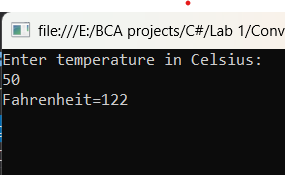 file:///E:/BCA projects/C#/Lab 1/Conv
Enter temperature in Celsius:
50
Fahrenheit=122